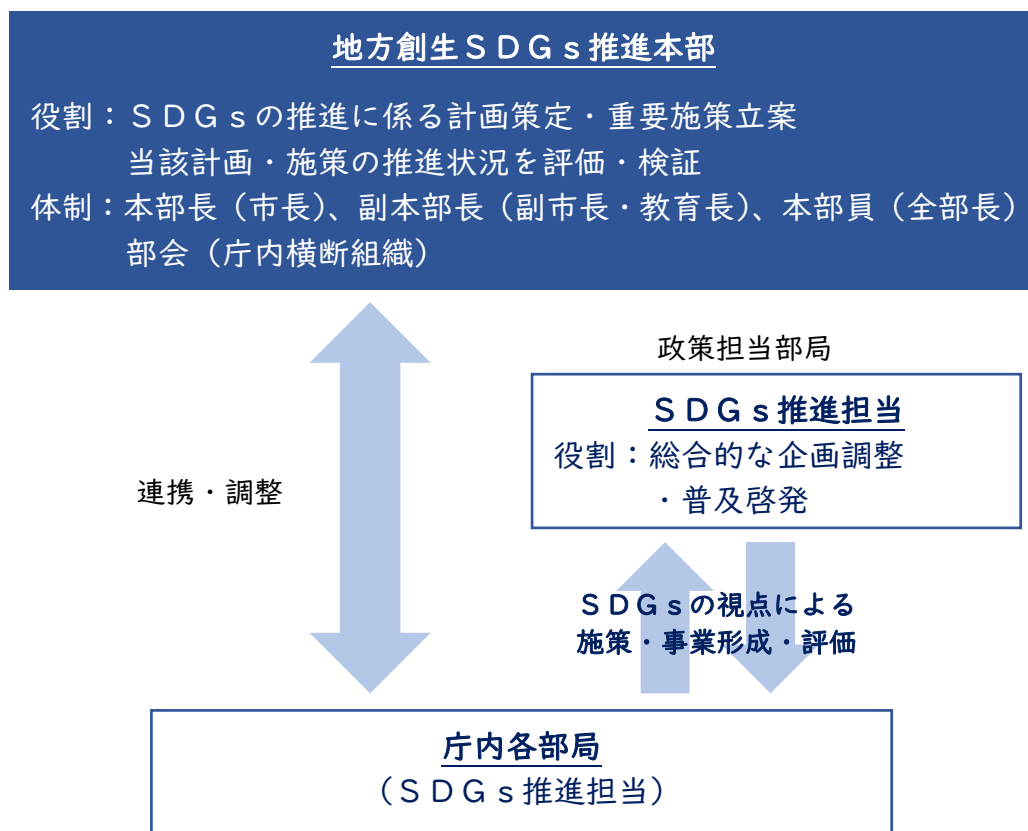 地方創生ＳＤＧｓ推進本部
役割：ＳＤＧｓの推進に係る計画策定・重要施策立案
当該計画・施策の推進状況を評価・検証
体制：本部長（市長）、副本部長（副市長・教育長）、本部員（全部長）
部会（庁内横断組織）
政策担当部局
ＳＤＧｓ推進担当
役割：総合的な企画調整
・普及啓発
連携・調整
ＳＤＧｓの視点による
施策・事業形成・評価
庁内各部局
（ＳＤＧｓ推進担当）